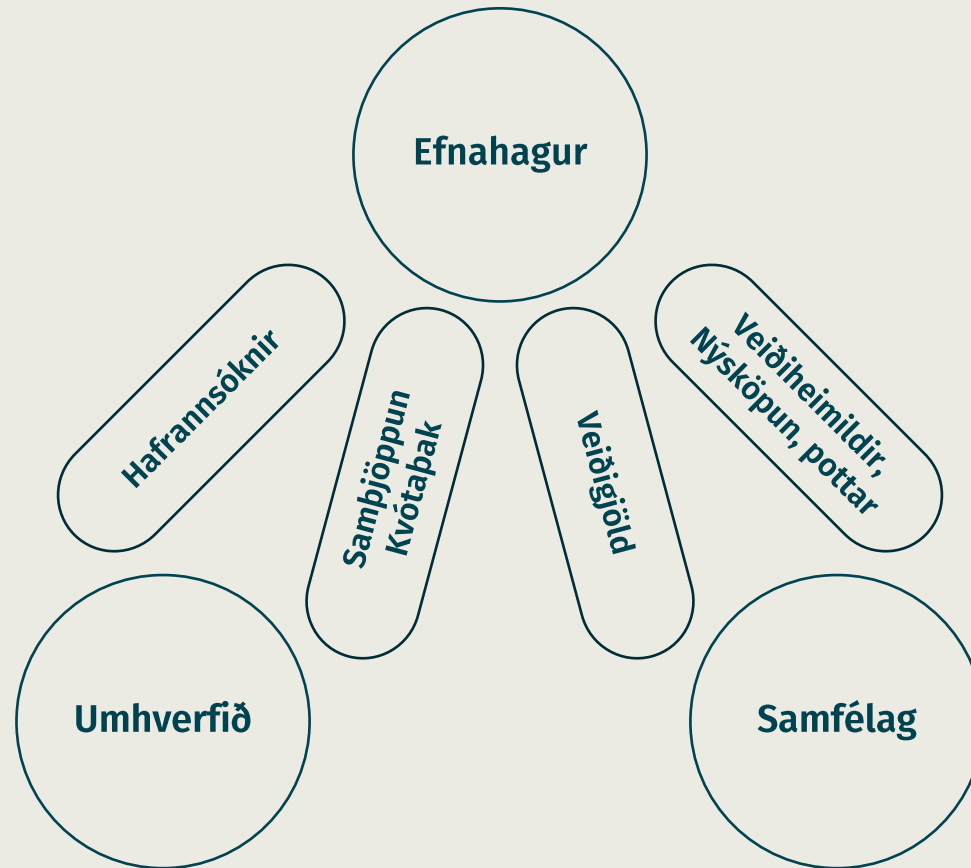 Efnahagur
Hafrannsóknir
Samþjöppun
Kvótaþak
Veiðigjöld
Veiðiheimildir,
Nýsköpun, pottar
Umhverfið
Samfélag